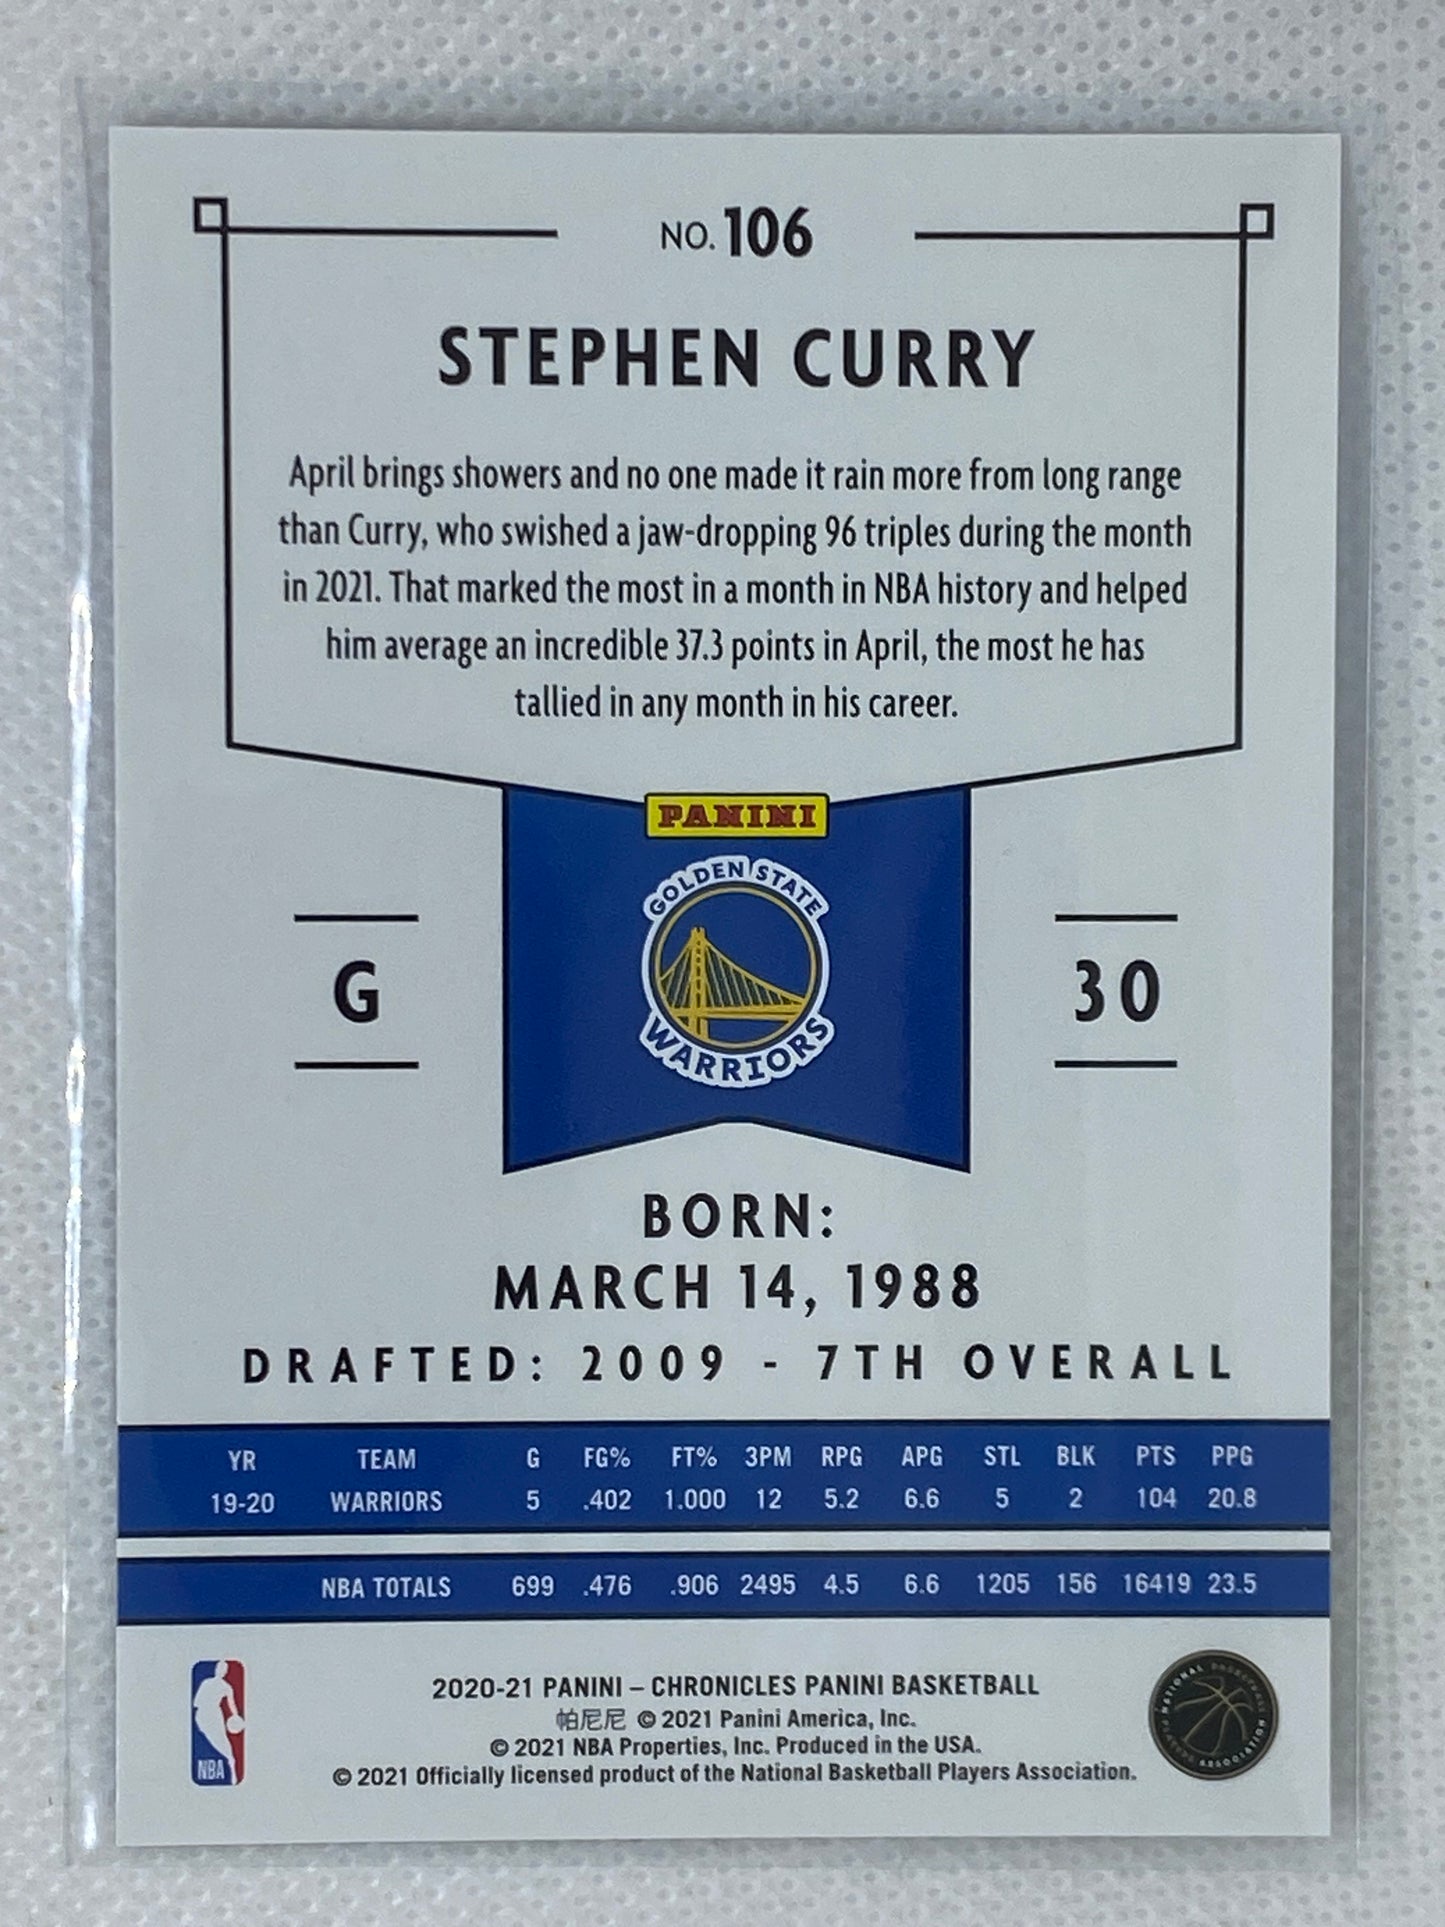 NO. 106
STEPHEN CURRY
April brings showers and no one made it rain more from long range
than Curry, who swished a jaw-dropping 96 triples during the month
in 2021. That marked the most in a month in NBA history and helped
him average an incredible 37.3 points in April, the most he has
tallied in any month in his career.
PANINI
GOLDEN STATE
WARRIORS
G
30
BORN:
MARCH 14, 1988
DRAFTED: 2009 - 7TH OVERALL
YR TEAM G FG% FT% 3PM RPG APG STL BLK PTS PPG
19-20 WARRIORS 5 .402 1.000 12 5.2 6.6 5 2 104 20.8
NBA TOTALS 699 .476 .906 2495 4.5 6.6 1205 156 16419 23.5
2020-21 PANINI – CHRONICLES PANINI BASKETBALL
帕尼尼 © 2021 Panini America, Inc.
© 2021 NBA Properties, Inc. Produced in the USA.
© 2021 Officially licensed product of the National Basketball Players Association.
NBA
NATIONAL BASKETBALL PLAYERS ASSOCIATION